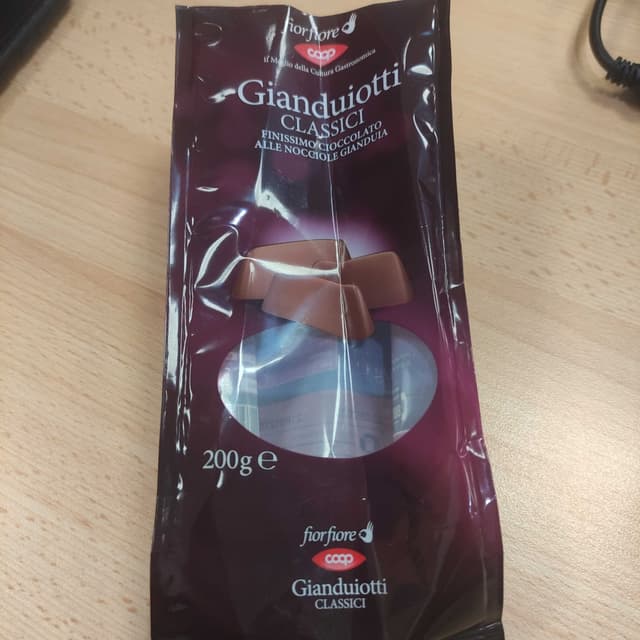 fiorfiore
coop
il Meglio della Cultura Gastronomica
Gianduiotti
CLASSICI
FINISSIMO CIOCCOLATO
ALLE NOCCIOLE GIANDUIA
200g e
fiorfiore
coop
Gianduiotti
CLASSICI